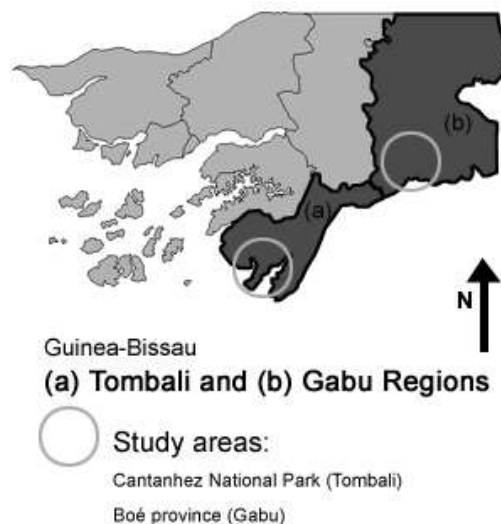 (b)
(a)
N
Guinea-Bissau
(a) Tombali and (b) Gabu Regions
Study areas:
Cantanhez National Park (Tombali)
Boé province (Gabu)